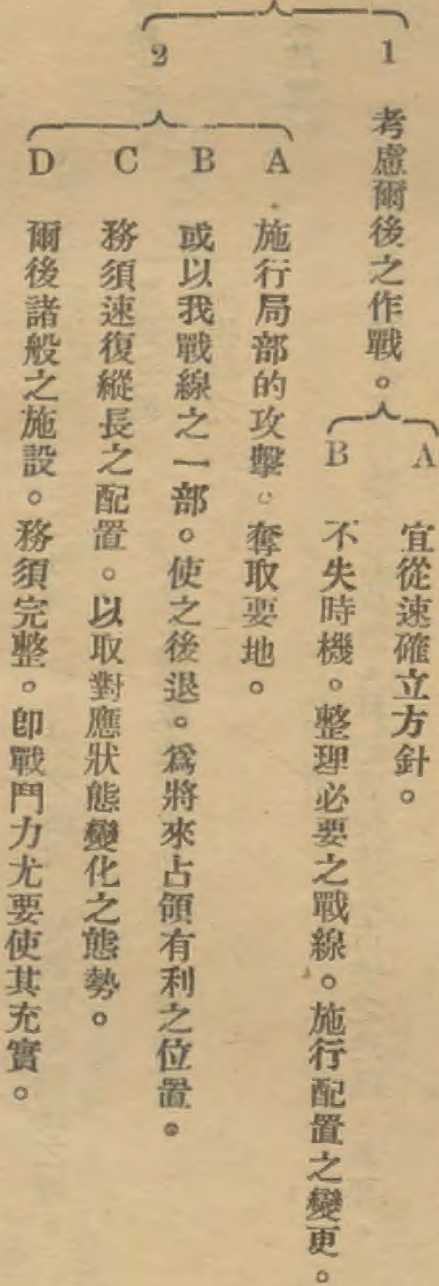 1 考慮爾後之作戰。
A 宜從速確立方針。
B 不失時機。整理必要之戰線。施行配置之變更。
2
A 施行局部的攻擊。奪取要地。
B 或以我戰線之一部。使之後退。爲將來占領有利之位置。
C 務須速復縱長之配置。以取對應狀態變化之態勢。
D 爾後諸般之施設。務須完整。卽戰鬥力尤要使其充實。